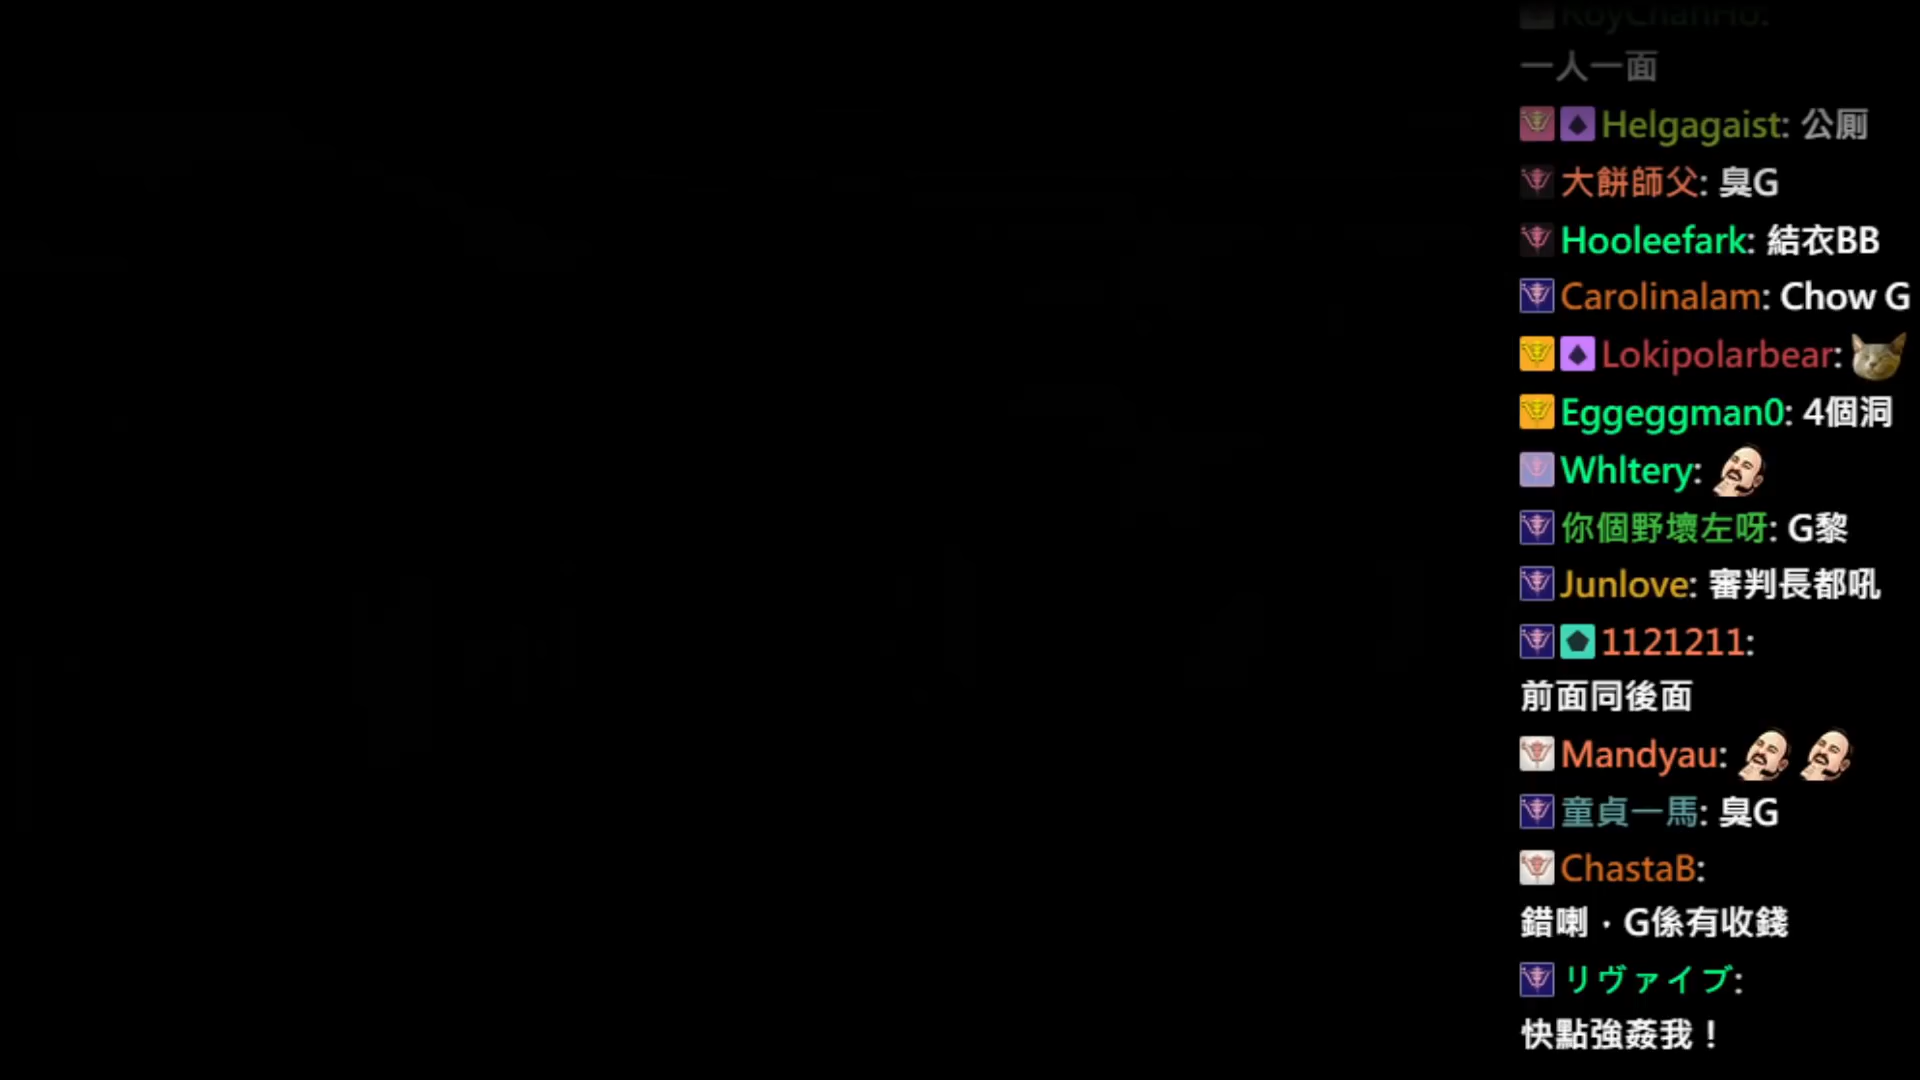 RoyChanHo:
一人一面
Helgagaist: 公厠
大餅師父: 臭G
Hooleefark: 結衣BB
Carolinalam: Chow G
Lokipolarbear:
Eggeggman0: 4個洞
Whltery:
你個野壞左呀: G黎
Junlove: 審判長都吼
1121211:
前面同後面
Mandyau:
童貞一馬: 臭G
ChastaB:
錯喇．G係有收錢
リヴァイブ:
快點強姦我！